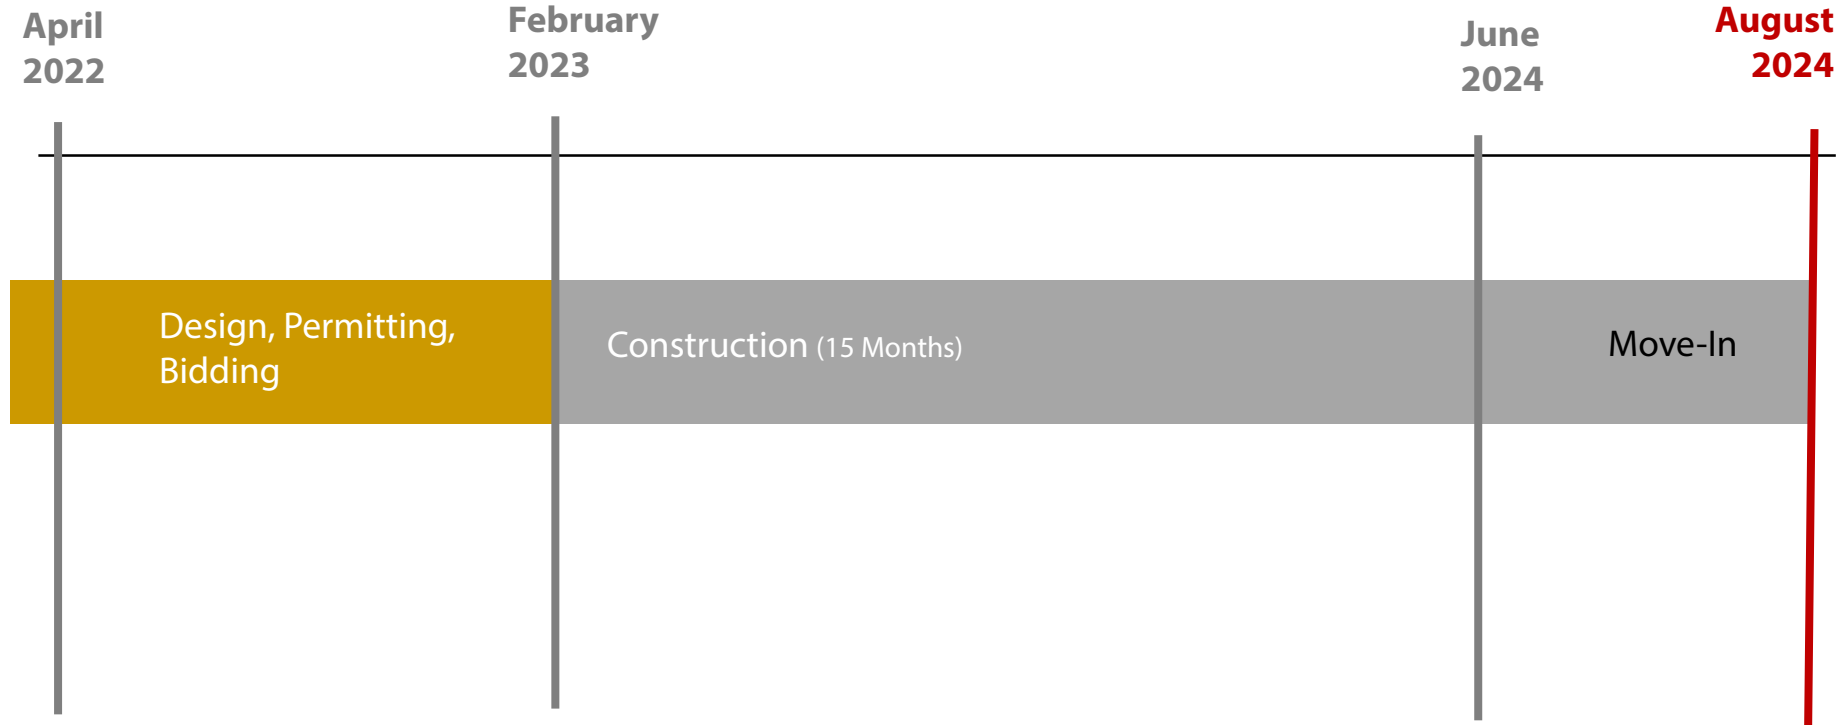 April
2022
February
2023
June
2024
August
2024
Design, Permitting,
Bidding
Construction (15 Months)
Move-In